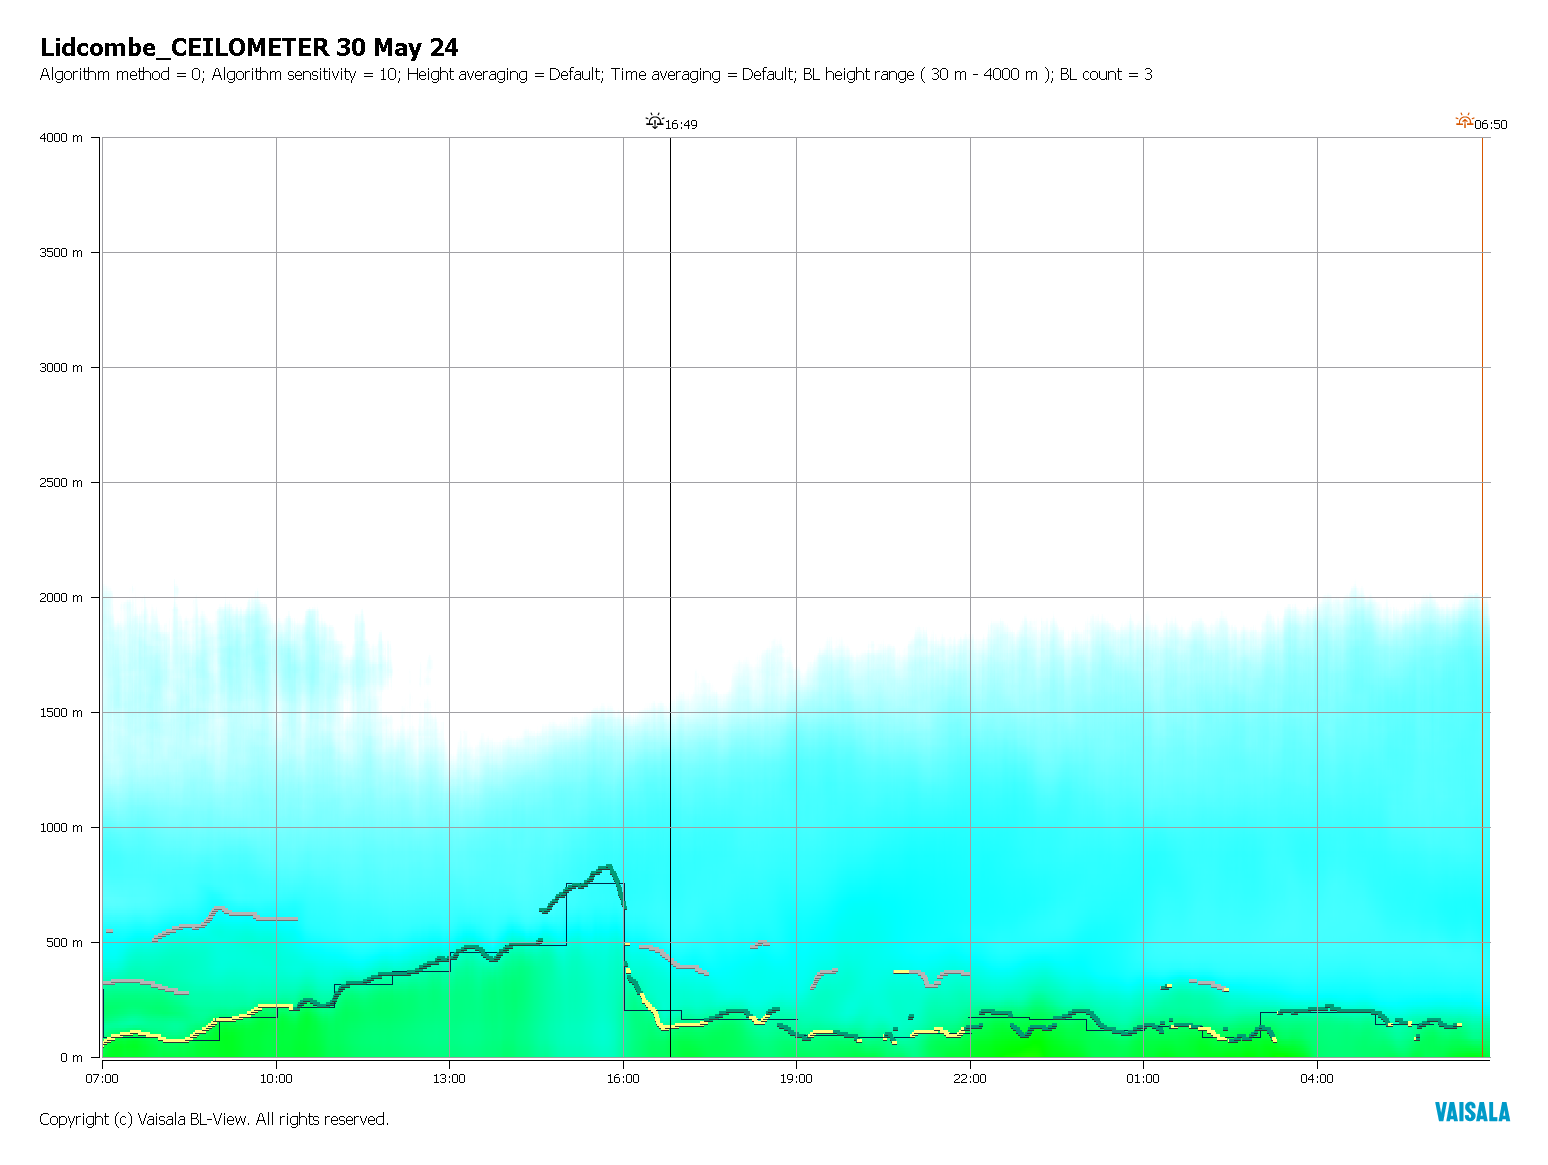 Lidcombe_CEILOMETER 30 May 24
Algorithm method = 0; Algorithm sensitivity = 10; Height averaging = Default; Time averaging = Default; BL height range ( 30 m - 4000 m ); BL count = 3
16:49
06:50
4000 m
3500 m
3000 m
2500 m
2000 m
1500 m
1000 m
500 m
0 m
07:00
10:00
13:00
16:00
19:00
22:00
01:00
04:00
Copyright (c) Vaisala BL-View. All rights reserved.
VAISALA